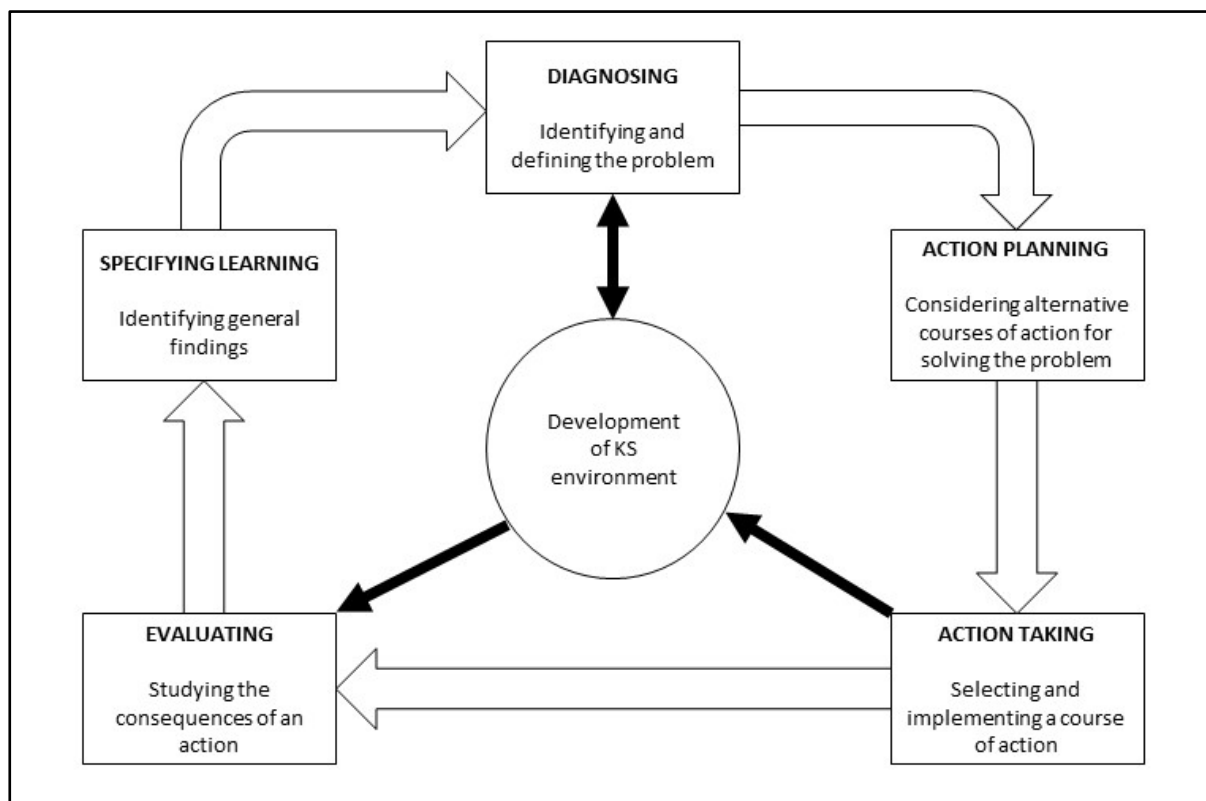 DIAGNOSING
Identifying and
defining the problem
ACTION PLANNING
Considering alternative
courses of action for
solving the problem
ACTION TAKING
Selecting and
implementing a course
of action
EVALUATING
Studying the
consequences of an
action
SPECIFYING LEARNING
Identifying general
findings
Development
of KS
environment